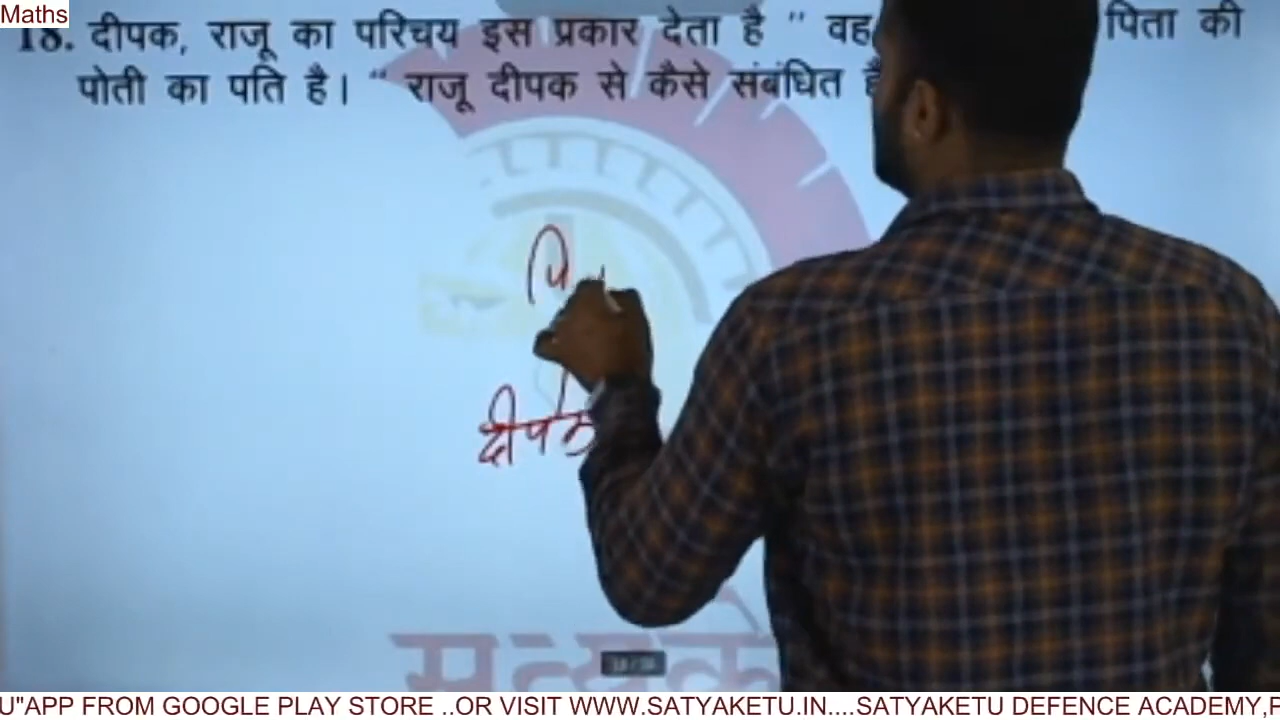 Maths
18. दीपक, राजू का परिचय इस प्रकार देता है " वह पिता की
पोती का पति है। " राजू दीपक से कैसे संबंधित
दीपक
U"APP FROM GOOGLE PLAY STORE ..OR VISIT WWW.SATYAKETU.IN....SATYAKETU DEFENCE ACADEMY,